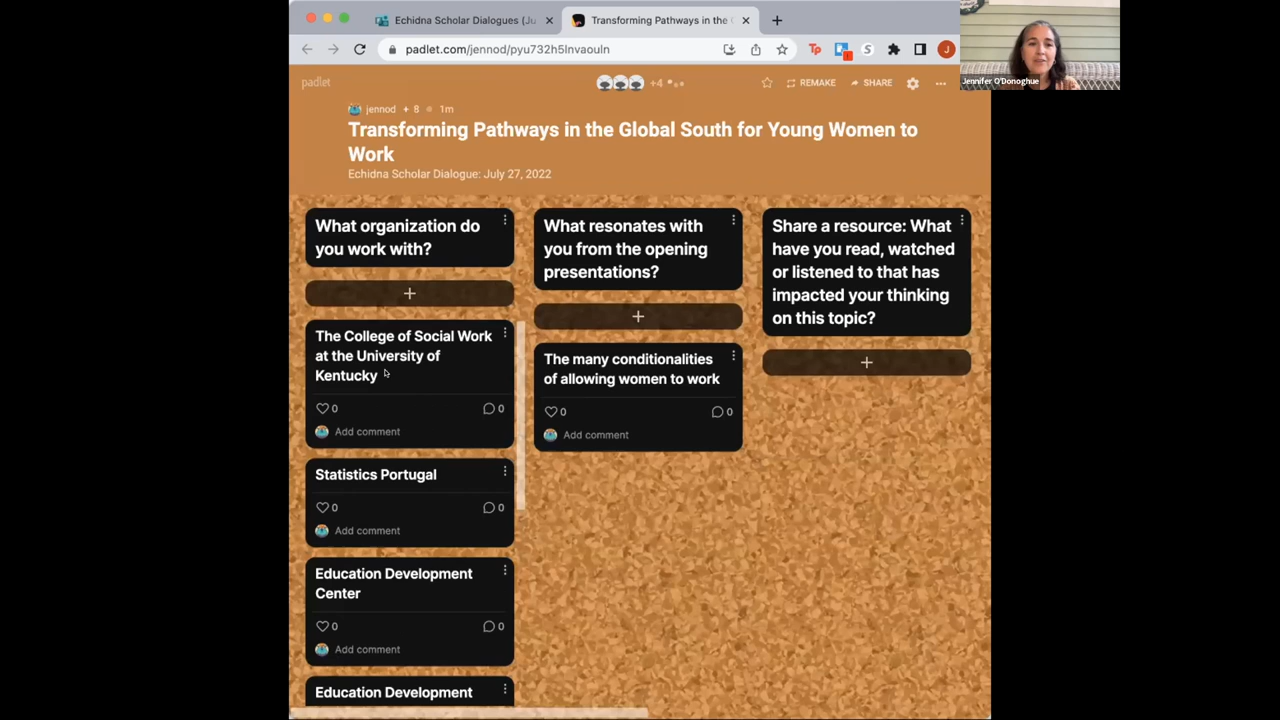 Echidna Scholar Dialogues (Ju
Transforming Pathways in the
padlet.com/jennod/pyu732h5lnvaouln
Tp
1
S
J
Jennifer O'Donoghue
padlet
+4
REMAKE
SHARE
jennod + 8 1m
Transforming Pathways in the Global South for Young Women to
Work
Echidna Scholar Dialogue: July 27, 2022
What organization do
you work with?
The College of Social Work
at the University of
Kentucky
0
0
Add comment
Statistics Portugal
0
0
Add comment
Education Development
Center
0
0
Add comment
Education Development
What resonates with
you from the opening
presentations?
The many conditionalities
of allowing women to work
0
0
Add comment
Share a resource: What
have you read, watched
or listened to that has
impacted your thinking
on this topic?